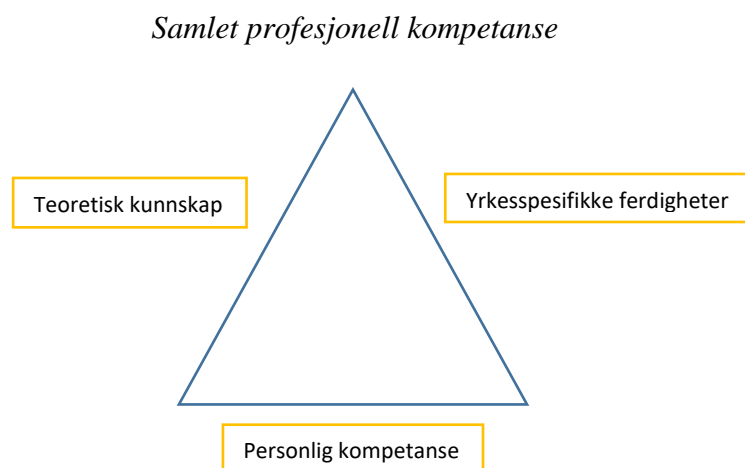 Samlet profesjonell kompetanse
Teoretisk kunnskap
Yrkesspesifikke ferdigheter
Personlig kompetanse